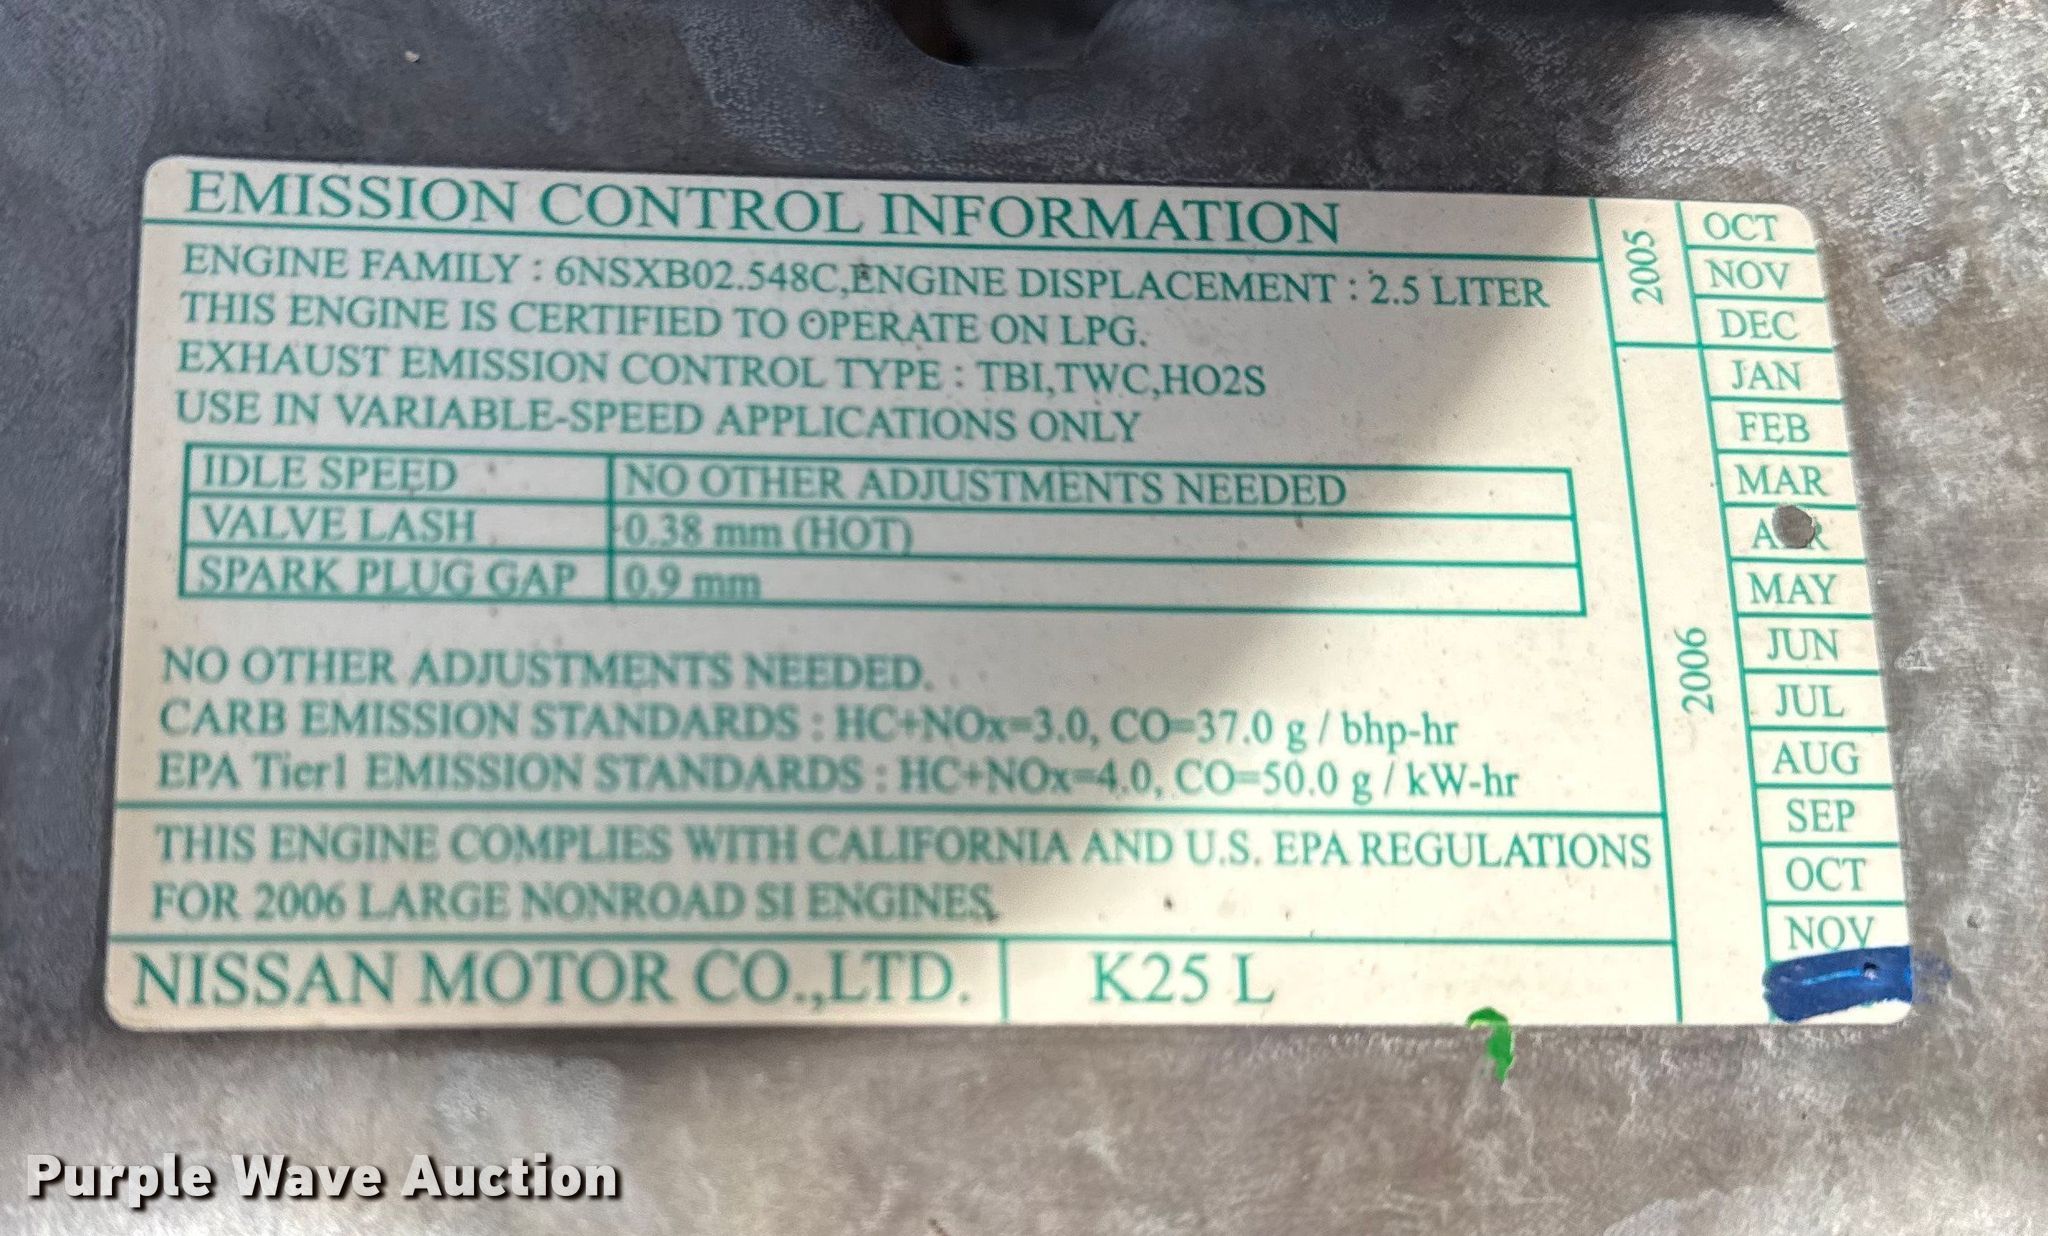 EMISSION CONTROL INFORMATION
ENGINE FAMILY : 6NSXB02.548C,ENGINE DISPLACEMENT : 2.5 LITER
THIS ENGINE IS CERTIFIED TO OPERATE ON LPG.
EXHAUST EMISSION CONTROL TYPE : TBI,TWC,HO2S
USE IN VARIABLE-SPEED APPLICATIONS ONLY
IDLE SPEED NO OTHER ADJUSTMENTS NEEDED
VALVE LASH 0.38 mm (HOT)
SPARK PLUG GAP 0.9 mm
NO OTHER ADJUSTMENTS NEEDED.
CARB EMISSION STANDARDS : HC+NOx=3.0, CO=37.0 g / bhp-hr
EPA Tier1 EMISSION STANDARDS : HC+NOx=4.0, CO=50.0 g / kW-hr
THIS ENGINE COMPLIES WITH CALIFORNIA AND U.S. EPA REGULATIONS
FOR 2006 LARGE NONROAD SI ENGINES.
NISSAN MOTOR CO.,LTD. K25 L
2005
OCT
NOV
DEC
2006
JAN
FEB
MAR
MAY
JUN
JUL
AUG
SEP
OCT
NOV
Purple Wave Auction